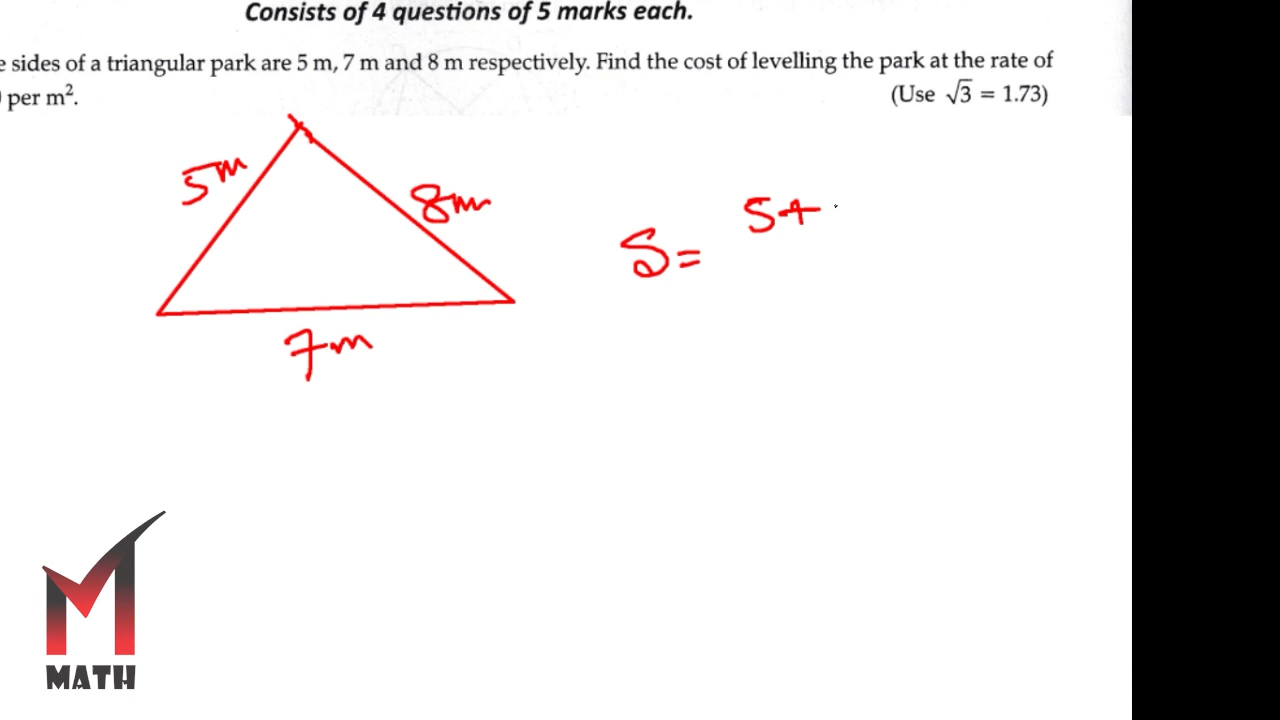 Consists of 4 questions of 5 marks each.
sides of a triangular park are 5 m, 7 m and 8 m respectively. Find the cost of levelling the park at the rate of
per m². (Use √3 = 1.73)
5m
8m
7m
S = 5+
MATH